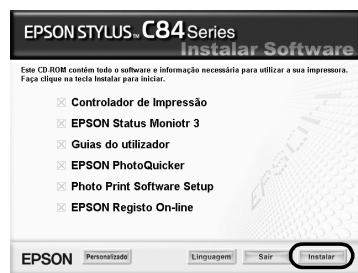 EPSON STYLUS™ C84 Series
Instalar Software
Este CD-ROM contém todo o software e informação necessária para utilizar a sua impressora.
Faça clique na tecla Instalar para iniciar.
Controlador de Impressão
EPSON Status Moniotr 3
Guias do utilizador
EPSON PhotoQuicker
Photo Print Software Setup
EPSON Registo On-line
EPSON Personalizado Linguagem Sair Instalar
EPSON